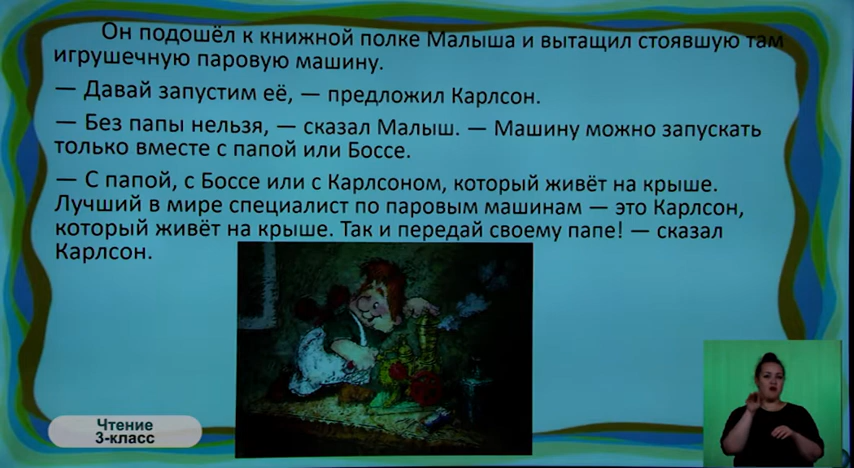 Он подошёл к книжной полке Малыша и вытащил стоявшую там
игрушечную паровую машину.
— Давай запустим её, — предложил Карлсон.
— Без папы нельзя, — сказал Малыш. — Машину можно запускать
только вместе с папой или Боссе.
— С папой, с Боссе или с Карлсоном, который живёт на крыше.
Лучший в мире специалист по паровым машинам — это Карлсон,
который живёт на крыше. Так и передай своему папе! — сказал
Карлсон.
Чтение
3-класс